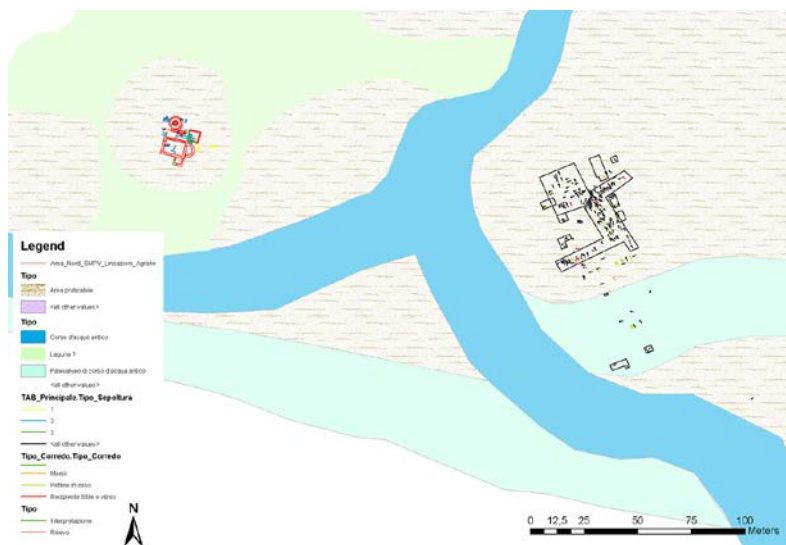 Legend
Area_Nord_SMPV_Limitazioni_Agrarie
Tipo
Area praticabile
<all other values>
Tipo
Corso d'acqua antico
Laguna ?
Paleoalveo di corso d'acqua antico
<all other values>
TAB_Principale.Tipo_Sepoltura
1
2
3
<all other values>
Tipo_Corredo.Tipo_Corredo
Pettine in osso
Recipiente fittile o vitreo
Tipo
Interpretazione
Rilievo
N
0 12,5 25 50 75 100
Meters